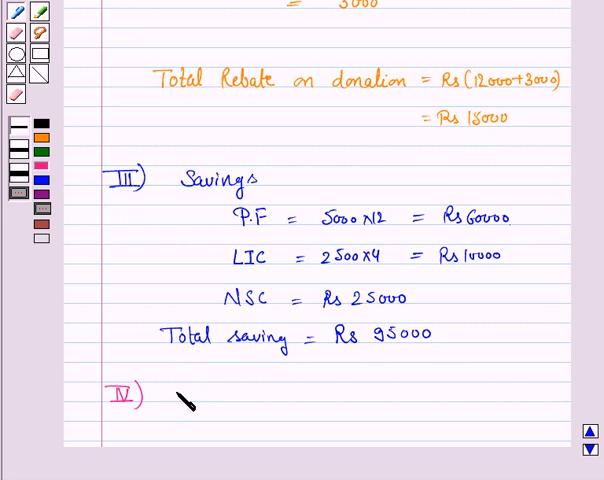 = 3000
Total Rebate on donation = Rs (12000+3000)
= Rs 15000
III) Savings
P.F = 5000 x 12 = Rs 60000.
LIC = 2500 x 4 = Rs 10000
NSC = Rs 25000
Total saving = Rs 95000
IV)